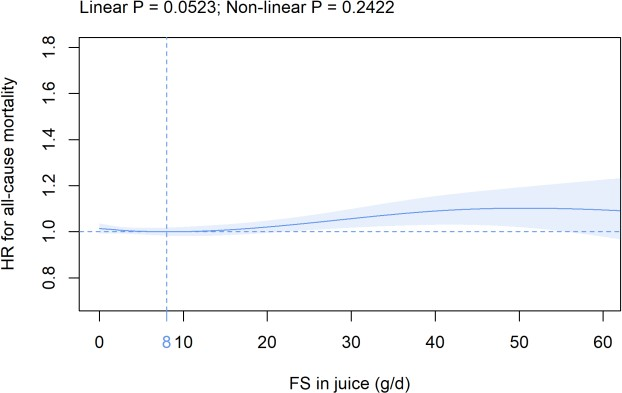 Linear P = 0.0523; Non-linear P = 0.2422
HR for all-cause mortality
1.8
1.6
1.4
1.2
1.0
0.8
0 8 10 20 30 40 50 60
FS in juice (g/d)